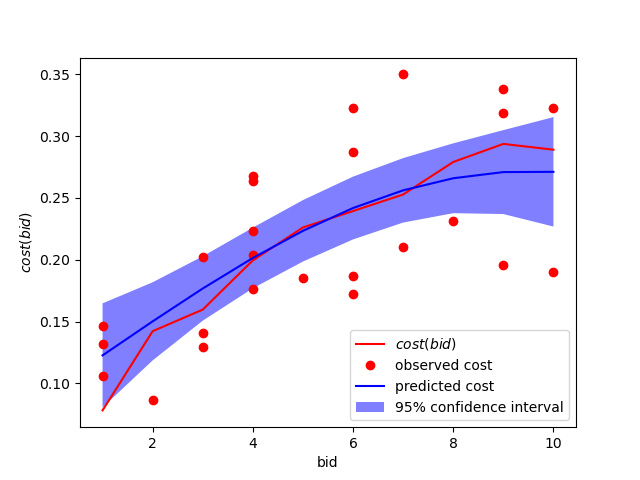 0.35
0.30
0.25
0.20
0.15
0.10
cost(bid)
2 4 6 8 10
bid
cost(bid)
observed cost
predicted cost
95% confidence interval